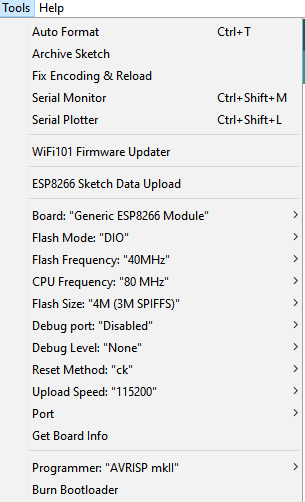 Tools Help
Auto Format Ctrl+T
Archive Sketch
Fix Encoding & Reload
Serial Monitor Ctrl+Shift+M
Serial Plotter Ctrl+Shift+L
WiFi101 Firmware Updater
ESP8266 Sketch Data Upload
Board: "Generic ESP8266 Module"
Flash Mode: "DIO"
Flash Frequency: "40MHz"
CPU Frequency: "80 MHz"
Flash Size: "4M (3M SPIFFS)"
Debug port: "Disabled"
Debug Level: "None"
Reset Method: "ck"
Upload Speed: "115200"
Port
Get Board Info
Programmer: "AVRISP mkII"
Burn Bootloader